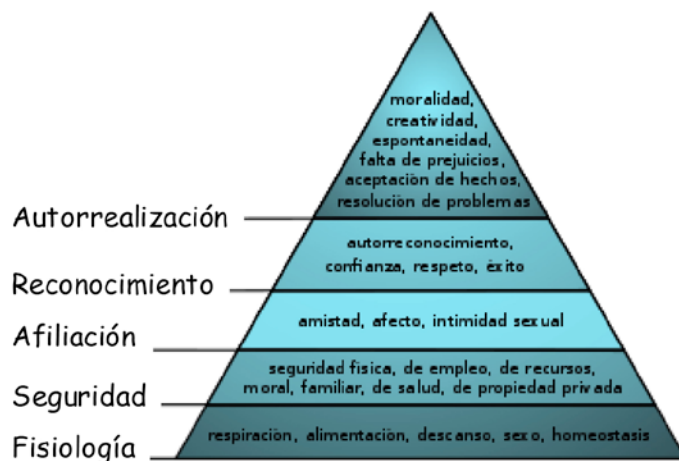 moralidad,
creatividad,
espontaneidad,
falta de prejuicios,
aceptación de hechos,
resolución de problemas
Autorrealización
autorreconocimiento,
confianza, respeto, éxito
Reconocimiento
amistad, afecto, intimidad sexual
Afiliación
seguridad física, de empleo, de recursos,
moral, familiar, de salud, de propiedad privada
Seguridad
respiración, alimentación, descanso, sexo, homeostasis
Fisiología